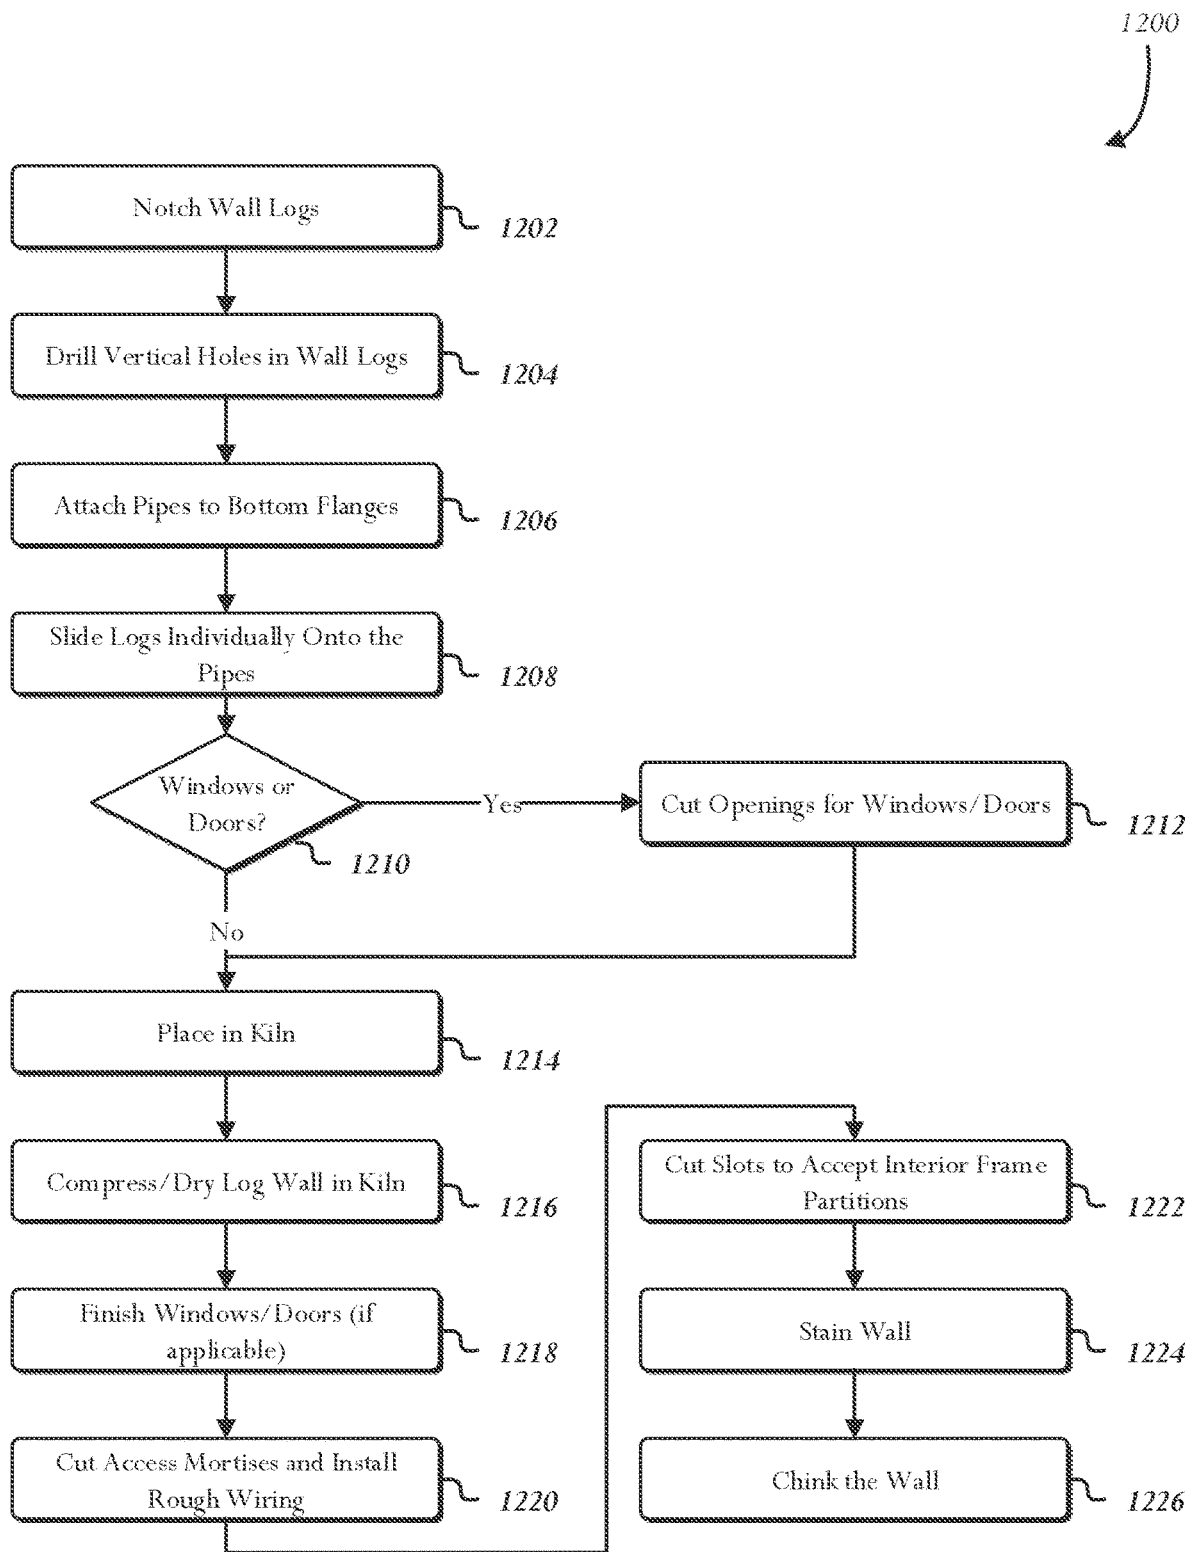 1200
Notch Wall Logs
1202
Drill Vertical Holes in Wall Logs
1204
Attach Pipes to Bottom Flanges
1206
Slide Logs Individually Onto the
Pipes
1208
Windows or
Doors?
1210
Yes
Cut Openings for Windows/Doors
1212
No
Place in Kiln
1214
Compress/Dry Log Wall in Kiln
1216
Finish Windows/Doors (if
applicable)
1218
Cut Access Mortises and Install
Rough Wiring
1220
Cut Slots to Accept Interior Frame
Partitions
1222
Stain Wall
1224
Chink the Wall
1226